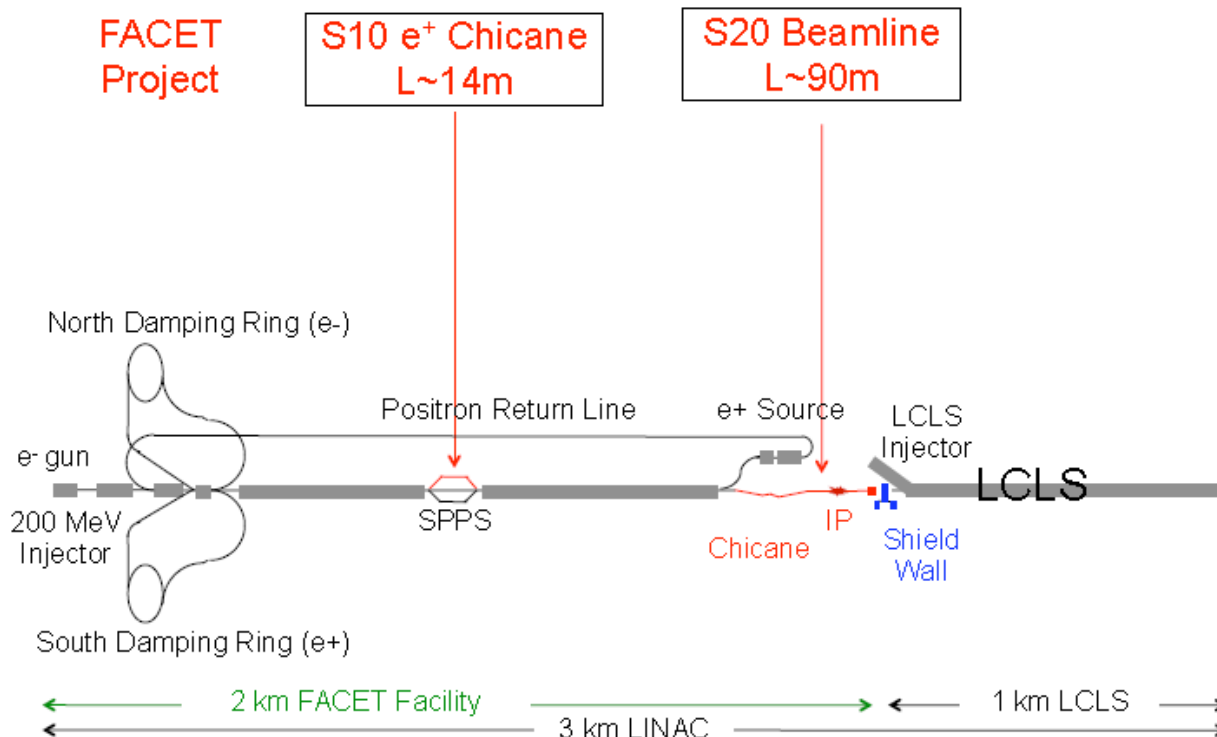 FACET
Project
S10 e⁺ Chicane
L~14m
S20 Beamline
L~90m
North Damping Ring (e-)
Positron Return Line
e+ Source
LCLS
Injector
e⁻ gun
LCLS
200 MeV
Injector
SPPS
IP
Chicane
Shield
Wall
South Damping Ring (e+)
2 km FACET Facility
1 km LCLS
3 km LINAC